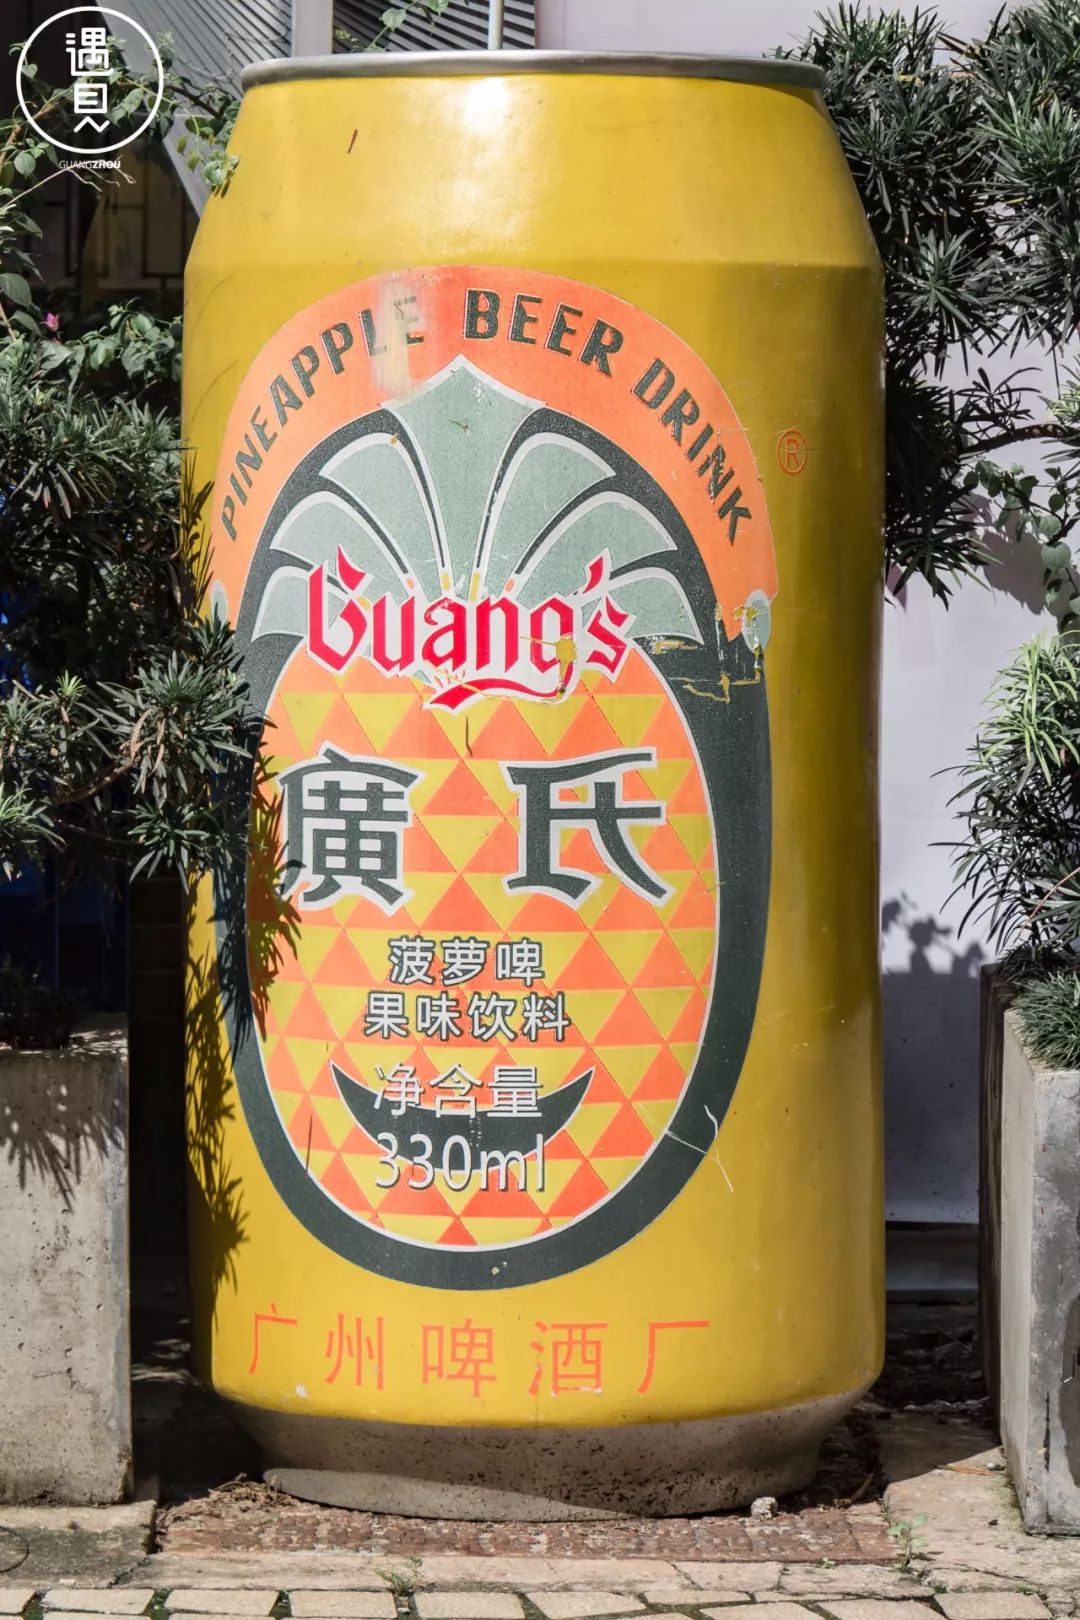 遇見
GUANGZHOU
PINEAPPLE BEER DRINK
®
Guang's
廣氏
菠萝啤
果味饮料
净含量
330ml
广州啤酒厂